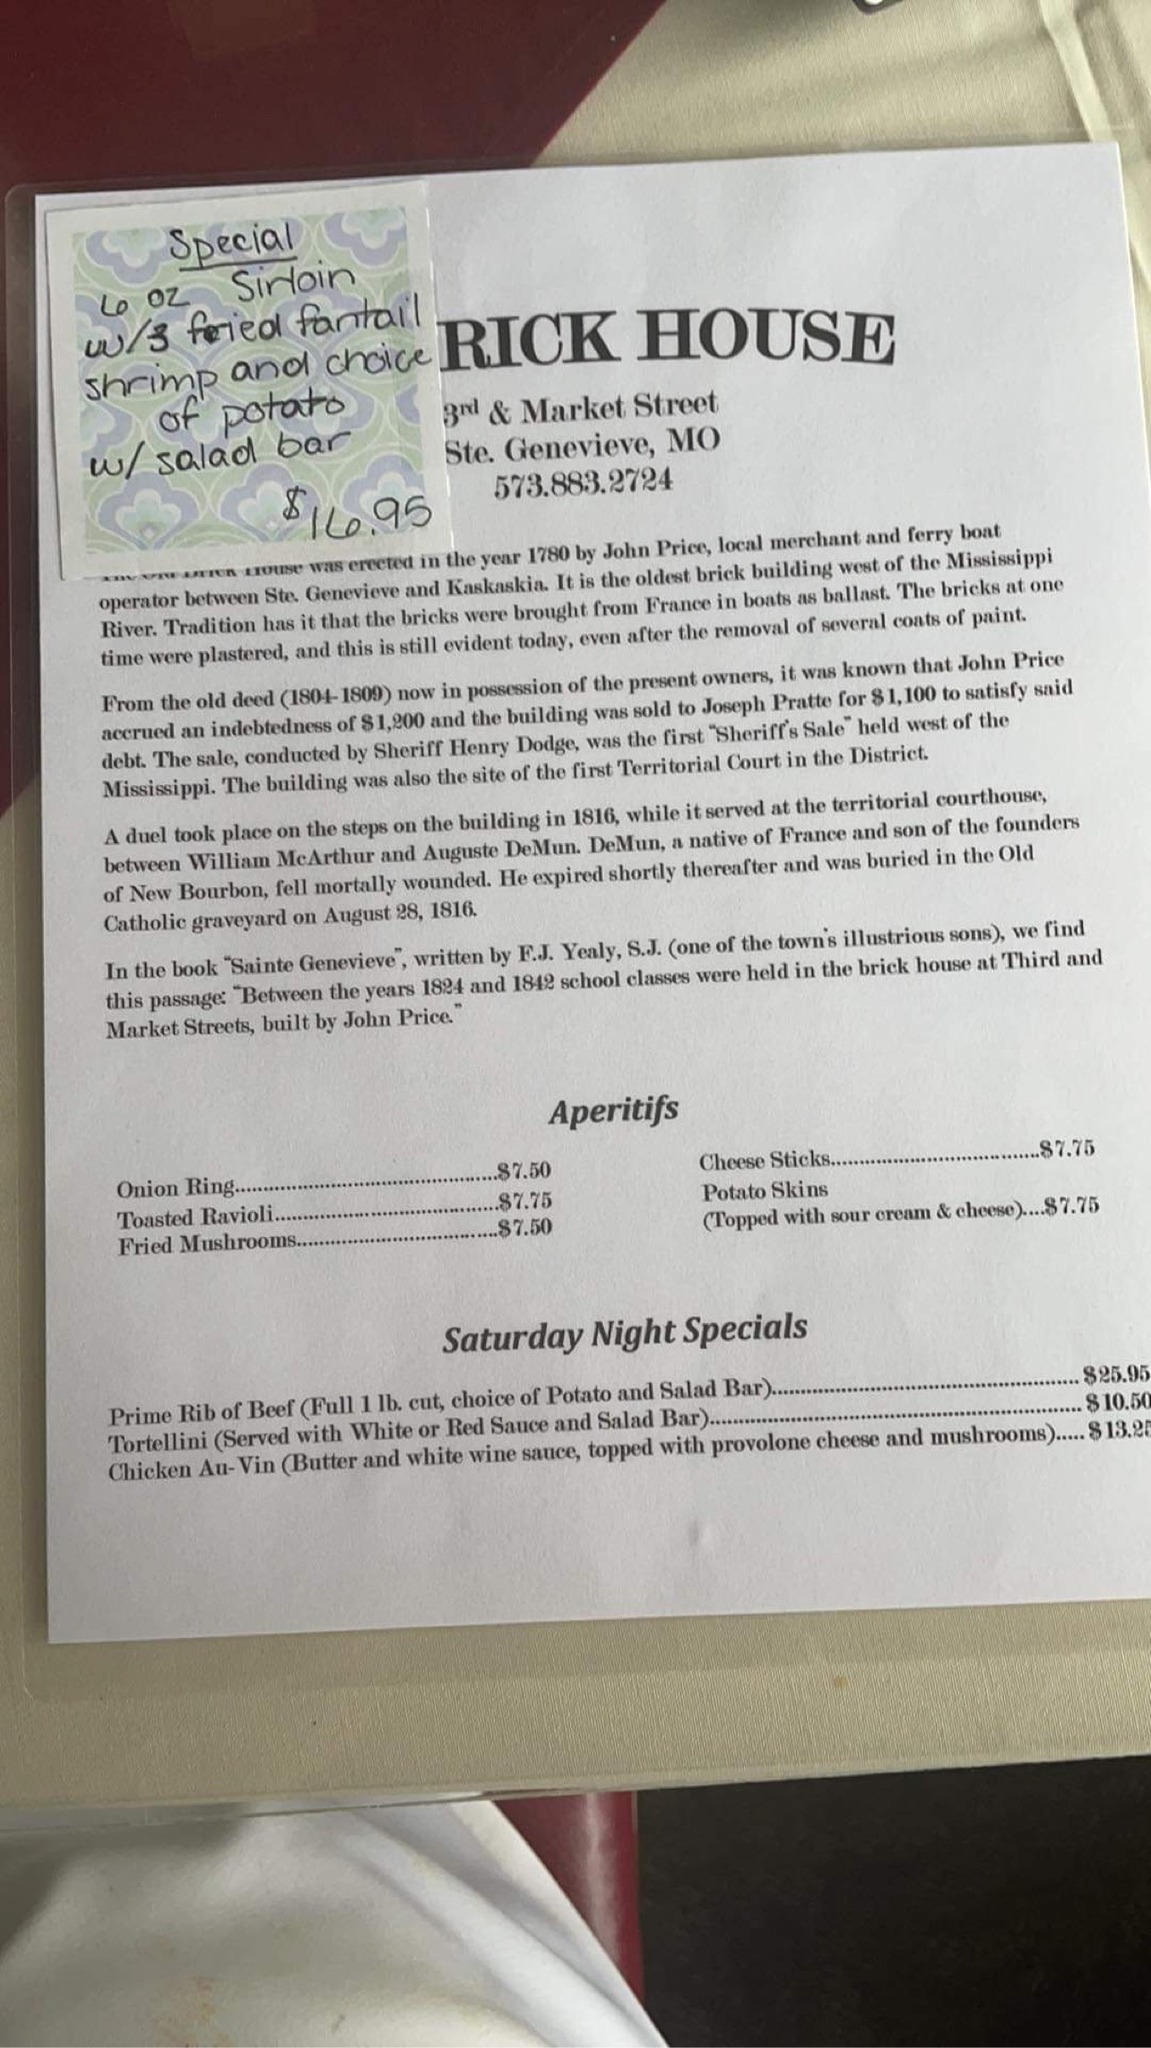 Special
6 oz Sirloin
w/3 fried fantail
shrimp and choice
of potato
w/ salad bar
$16.95
RICK HOUSE
3rd & Market Street
Ste. Genevieve, MO
573.883.2724
The Old Brick House was erected in the year 1780 by John Price, local merchant and ferry boat
operator between Ste. Genevieve and Kaskaskia. It is the oldest brick building west of the Mississippi
River. Tradition has it that the bricks were brought from France in boats as ballast. The bricks at one
time were plastered, and this is still evident today, even after the removal of several coats of paint.
From the old deed (1804-1809) now in possession of the present owners, it was known that John Price
accrued an indebtedness of $1,200 and the building was sold to Joseph Pratte for $1,100 to satisfy said
debt. The sale, conducted by Sheriff Henry Dodge, was the first "Sheriff's Sale" held west of the
Mississippi. The building was also the site of the first Territorial Court in the District.
A duel took place on the steps on the building in 1816, while it served at the territorial courthouse,
between William McArthur and Auguste DeMun. DeMun, a native of France and son of the founders
of New Bourbon, fell mortally wounded. He expired shortly thereafter and was buried in the Old
Catholic graveyard on August 28, 1816.
In the book "Sainte Genevieve", written by F.J. Yealy, S.J. (one of the town's illustrious sons), we find
this passage: "Between the years 1824 and 1842 school classes were held in the brick house at Third and
Market Streets, built by John Price."
Aperitifs
Onion Ring..............................................$7.50
Toasted Ravioli.......................................$7.75
Fried Mushrooms...................................$7.50
Cheese Sticks....................................$7.75
Potato Skins
(Topped with sour cream & cheese)....$7.75
Saturday Night Specials
Prime Rib of Beef (Full 1 lb. cut, choice of Potato and Salad Bar)..................................................... $25.95
Tortellini (Served with White or Red Sauce and Salad Bar)................................................................ $10.50
Chicken Au-Vin (Butter and white wine sauce, topped with provolone cheese and mushrooms)..... $13.25